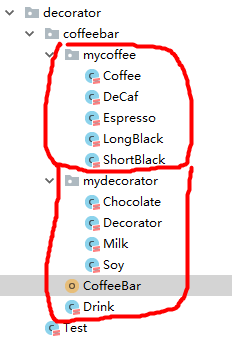 decorator
coffeebar
mycoffee
Coffee
DeCaf
Espresso
LongBlack
ShortBlack
mydecorator
Chocolate
Decorator
Milk
Soy
CoffeeBar
Drink
Test